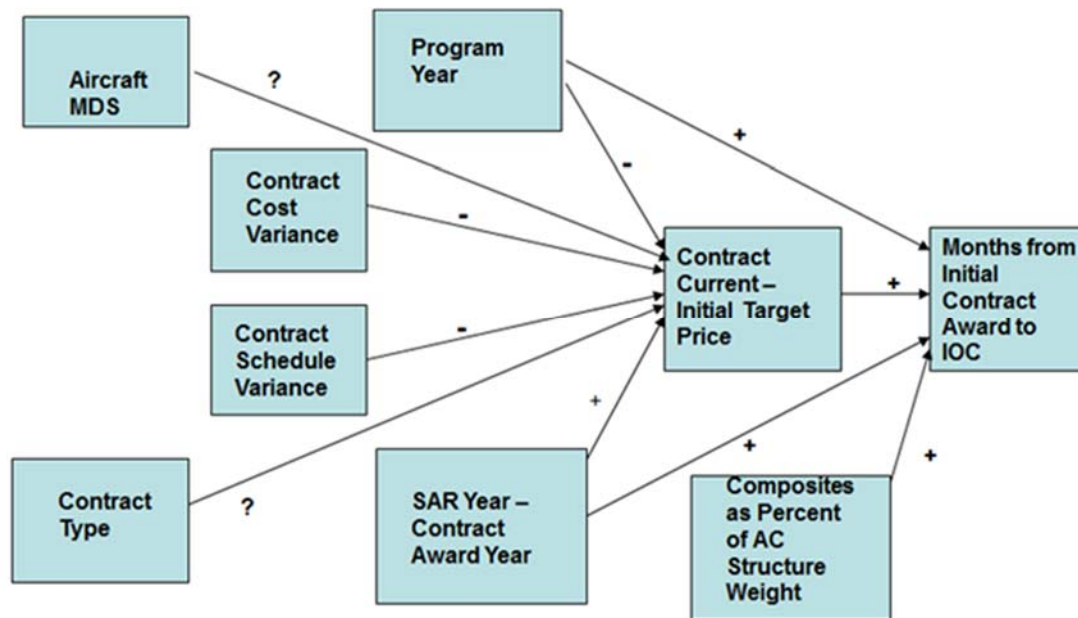 Aircraft
MDS
?
Program
Year
+
-
Contract
Cost
Variance
-
Contract
Current –
Initial Target
Price
+
Months from
Initial
Contract
Award to
IOC
Contract
Schedule
Variance
-
+
Contract
Type
?
SAR Year –
Contract
Award Year
+
Composites
as Percent
of AC
Structure
Weight
+